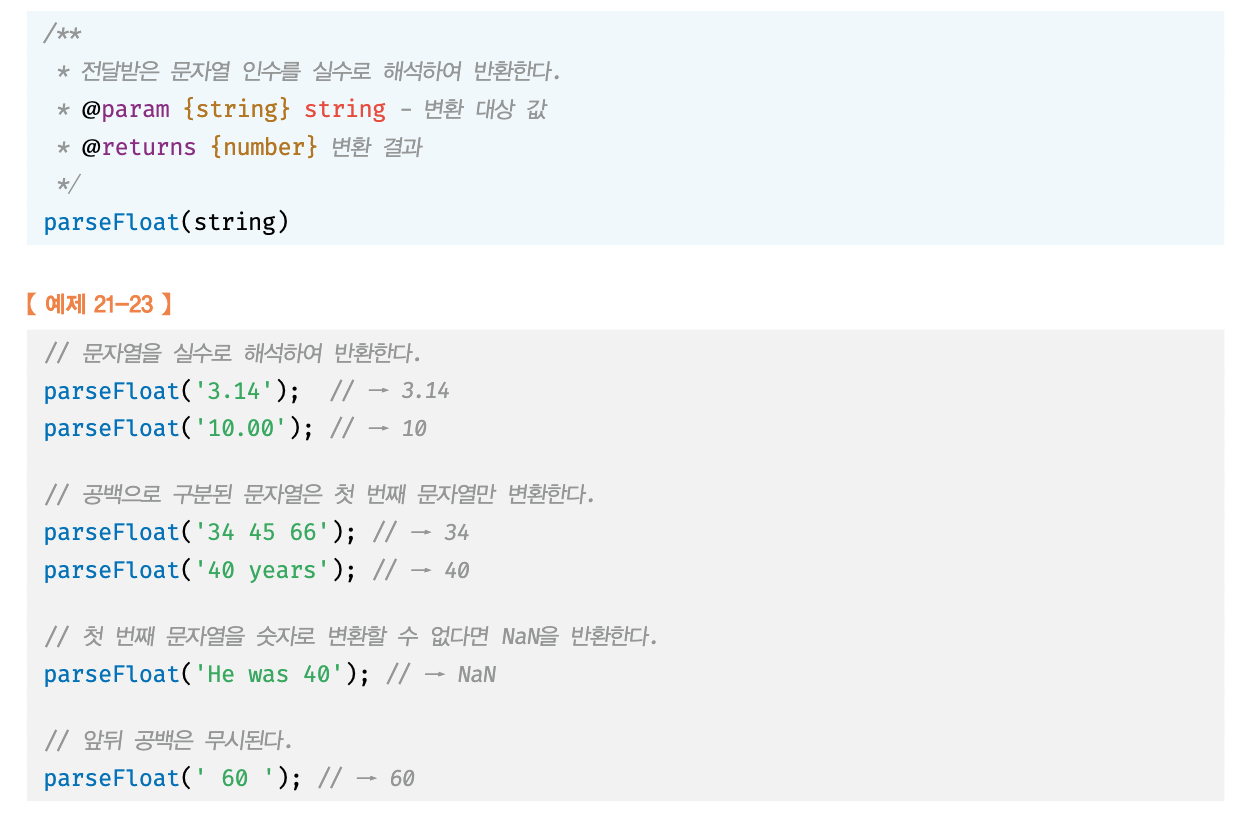 /**
 * 전달받은 문자열 인수를 실수로 해석하여 반환한다.
 * @param {string} string - 변환 대상 값
 * @returns {number} 변환 결과
 */
parseFloat(string)
【 예제 21-23 】
// 문자열을 실수로 해석하여 반환한다.
parseFloat('3.14');  // → 3.14
parseFloat('10.00'); // → 10
// 공백으로 구분된 문자열은 첫 번째 문자열만 변환한다.
parseFloat('34 45 66'); // → 34
parseFloat('40 years'); // → 40
// 첫 번째 문자열을 숫자로 변환할 수 없다면 NaN을 반환한다.
parseFloat('He was 40'); // → NaN
// 앞뒤 공백은 무시된다.
parseFloat(' 60 '); // → 60